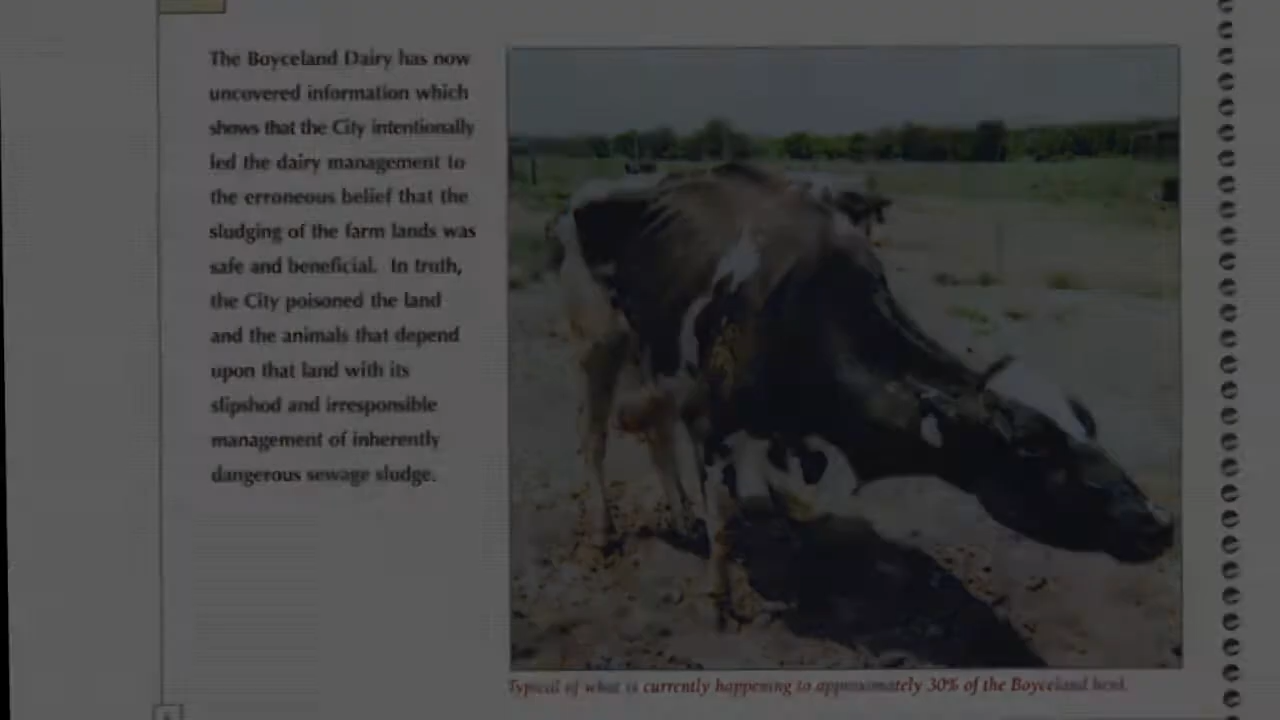 The Boyceland Dairy has now
uncovered information which
shows that the City intentionally
led the dairy management to
the erroneous belief that the
sludging of the farm lands was
safe and beneficial. In truth,
the City poisoned the land
and the animals that depend
upon that land with its
slipshod and irresponsible
management of inherently
dangerous sewage sludge.
Typical of what is currently happening to approximately 30% of the Boyceland herd.